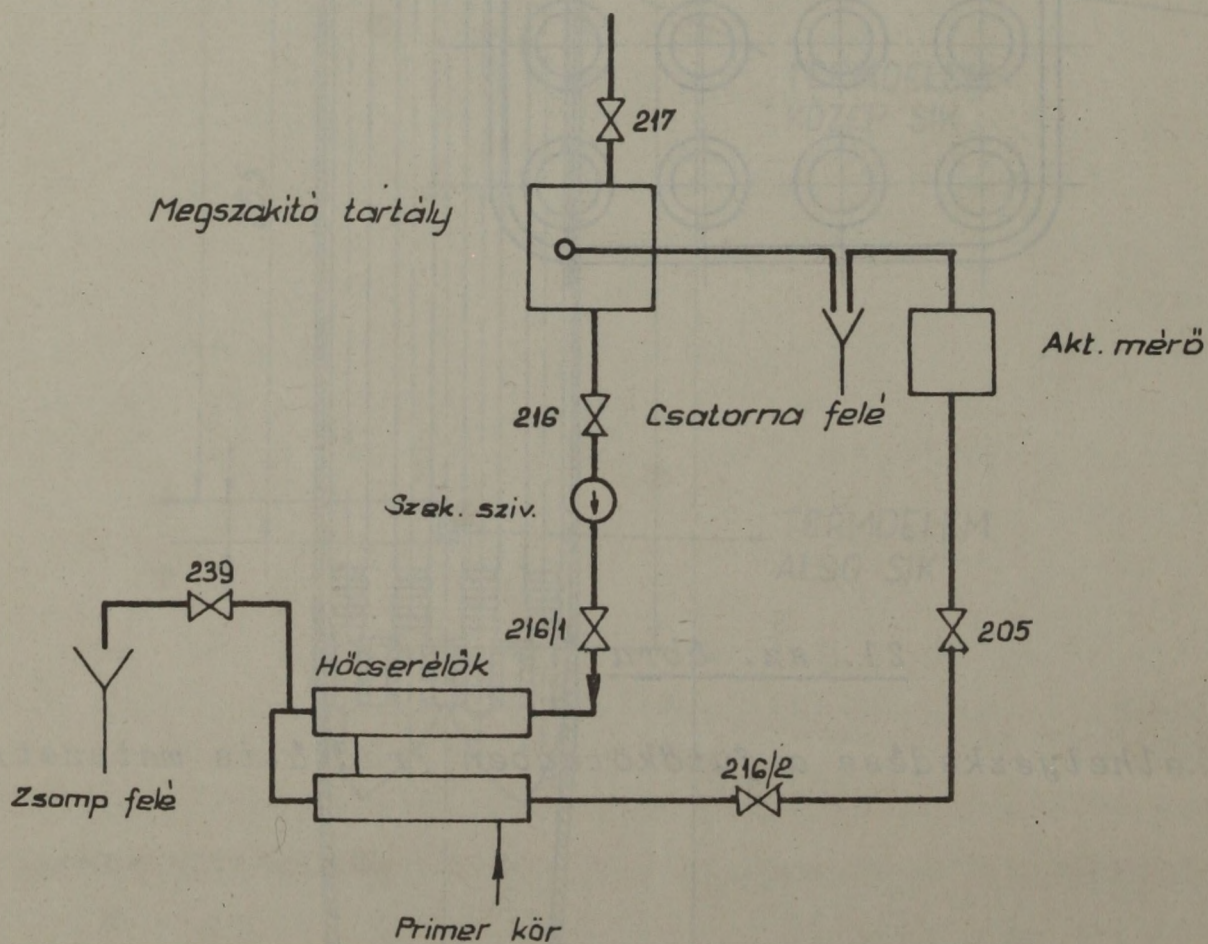 217
Megszakitó tartály
Akt. mérő
216
Csatorna felé
Szek. sziv.
239
216/1
205
Hőcserélők
216/2
Zsomp felé
Primer kör